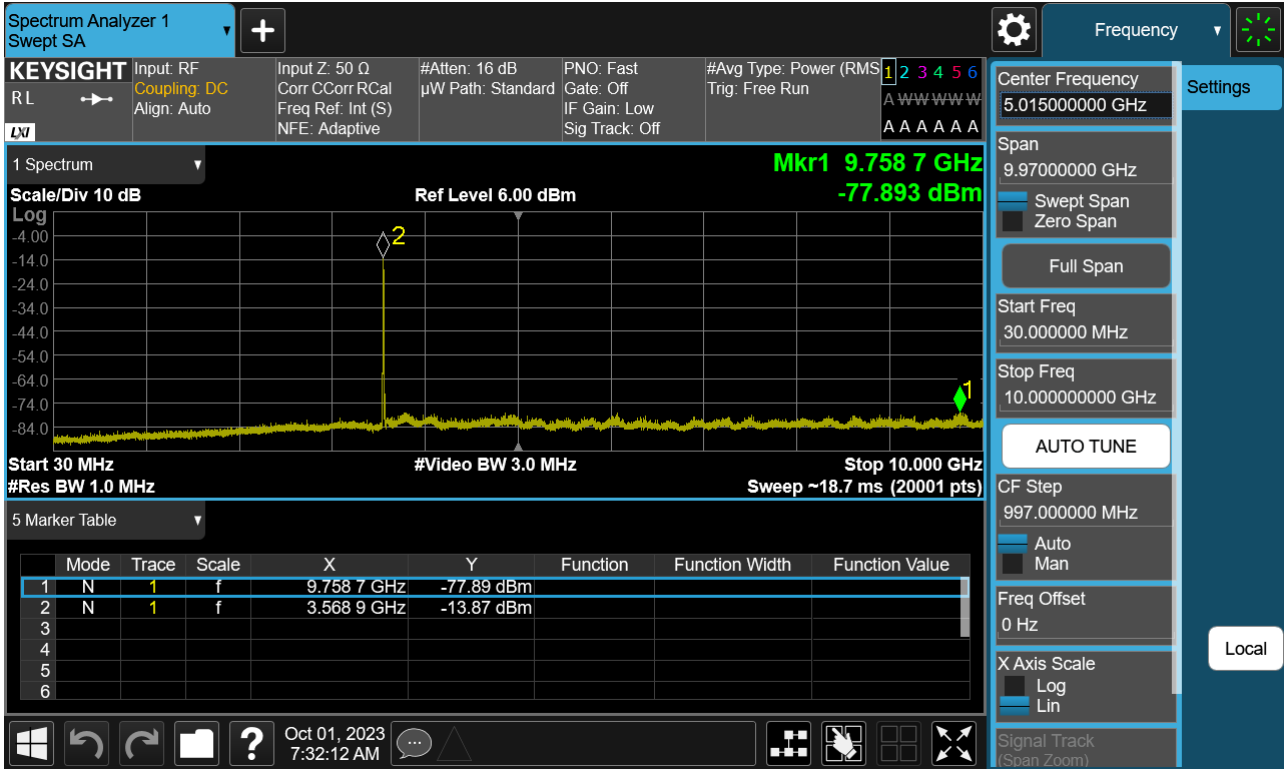 Spectrum Analyzer 1
Swept SA
Frequency
KEYSIGHT
R L
LXI
Input: RF
Coupling: DC
Align: Auto
Input Z: 50 Ω
Corr CCorr RCal
Freq Ref: Int (S)
NFE: Adaptive
#Atten: 16 dB
µW Path: Standard
PNO: Fast
Gate: Off
IF Gain: Low
Sig Track: Off
#Avg Type: Power (RMS
Trig: Free Run
1 2 3 4 5 6
A W W W W W
A A A A A A
1 Spectrum
Mkr1 9.758 7 GHz
-77.893 dBm
Scale/Div 10 dB
Ref Level 6.00 dBm
Log
-4.00
-14.0
-24.0
-34.0
-44.0
-54.0
-64.0
-74.0
-84.0
2
1
Start 30 MHz
#Video BW 3.0 MHz
Stop 10.000 GHz
#Res BW 1.0 MHz
Sweep ~18.7 ms (20001 pts)
5 Marker Table
Mode Trace Scale X Y Function Function Width Function Value
1 N 1 f 9.758 7 GHz -77.89 dBm
2 N 1 f 3.568 9 GHz -13.87 dBm
3
4
5
6
Oct 01, 2023
7:32:12 AM
Center Frequency
5.015000000 GHz
Span
9.97000000 GHz
Swept Span
Zero Span
Full Span
Start Freq
30.000000 MHz
Stop Freq
10.000000000 GHz
AUTO TUNE
CF Step
997.000000 MHz
Auto
Man
Freq Offset
0 Hz
X Axis Scale
Log
Lin
Signal Track
(Span Zoom)
Settings
Local